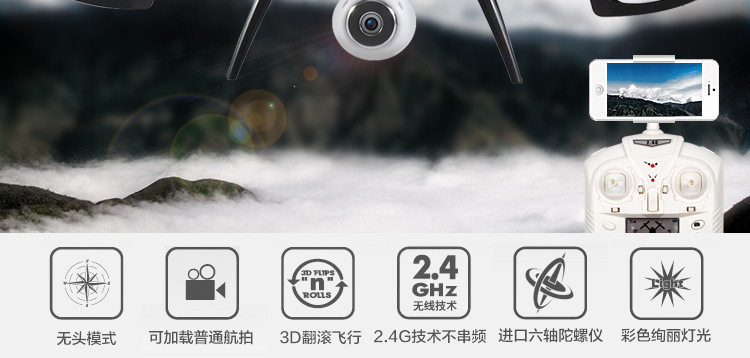 3D FLIPS
"n"
ROLLS
2.4
GHz
无线技术
Light
无头模式
可加载普通航拍
3D翻滚飞行
2.4G技术不串频
进口六轴陀螺仪
彩色绚丽灯光